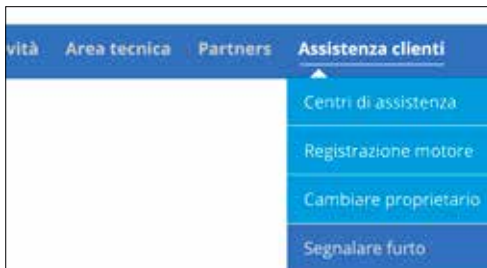 vità Area tecnica Partners Assistenza clienti
Centri di assistenza
Registrazione motore
Cambiare proprietario
Segnalare furto